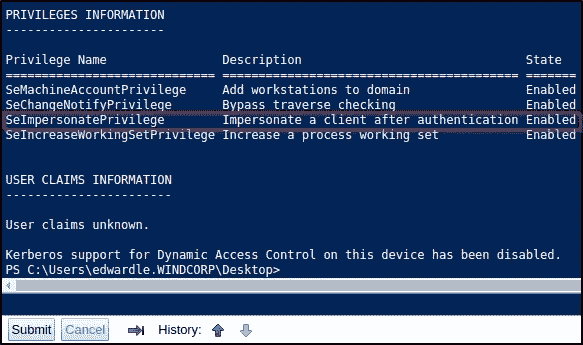 PRIVILEGES INFORMATION
----------------------
Privilege Name                Description                               State
============================= ========================================= =======
SeMachineAccountPrivilege     Add workstations to domain                Enabled
SeChangeNotifyPrivilege       Bypass traverse checking                  Enabled
SeImpersonatePrivilege        Impersonate a client after authentication Enabled
SeIncreaseWorkingSetPrivilege Increase a process working set            Enabled
USER CLAIMS INFORMATION
-----------------------
User claims unknown.
Kerberos support for Dynamic Access Control on this device has been disabled.
PS C:\Users\edwardle.WINDCORP\Desktop>
Submit Cancel History: